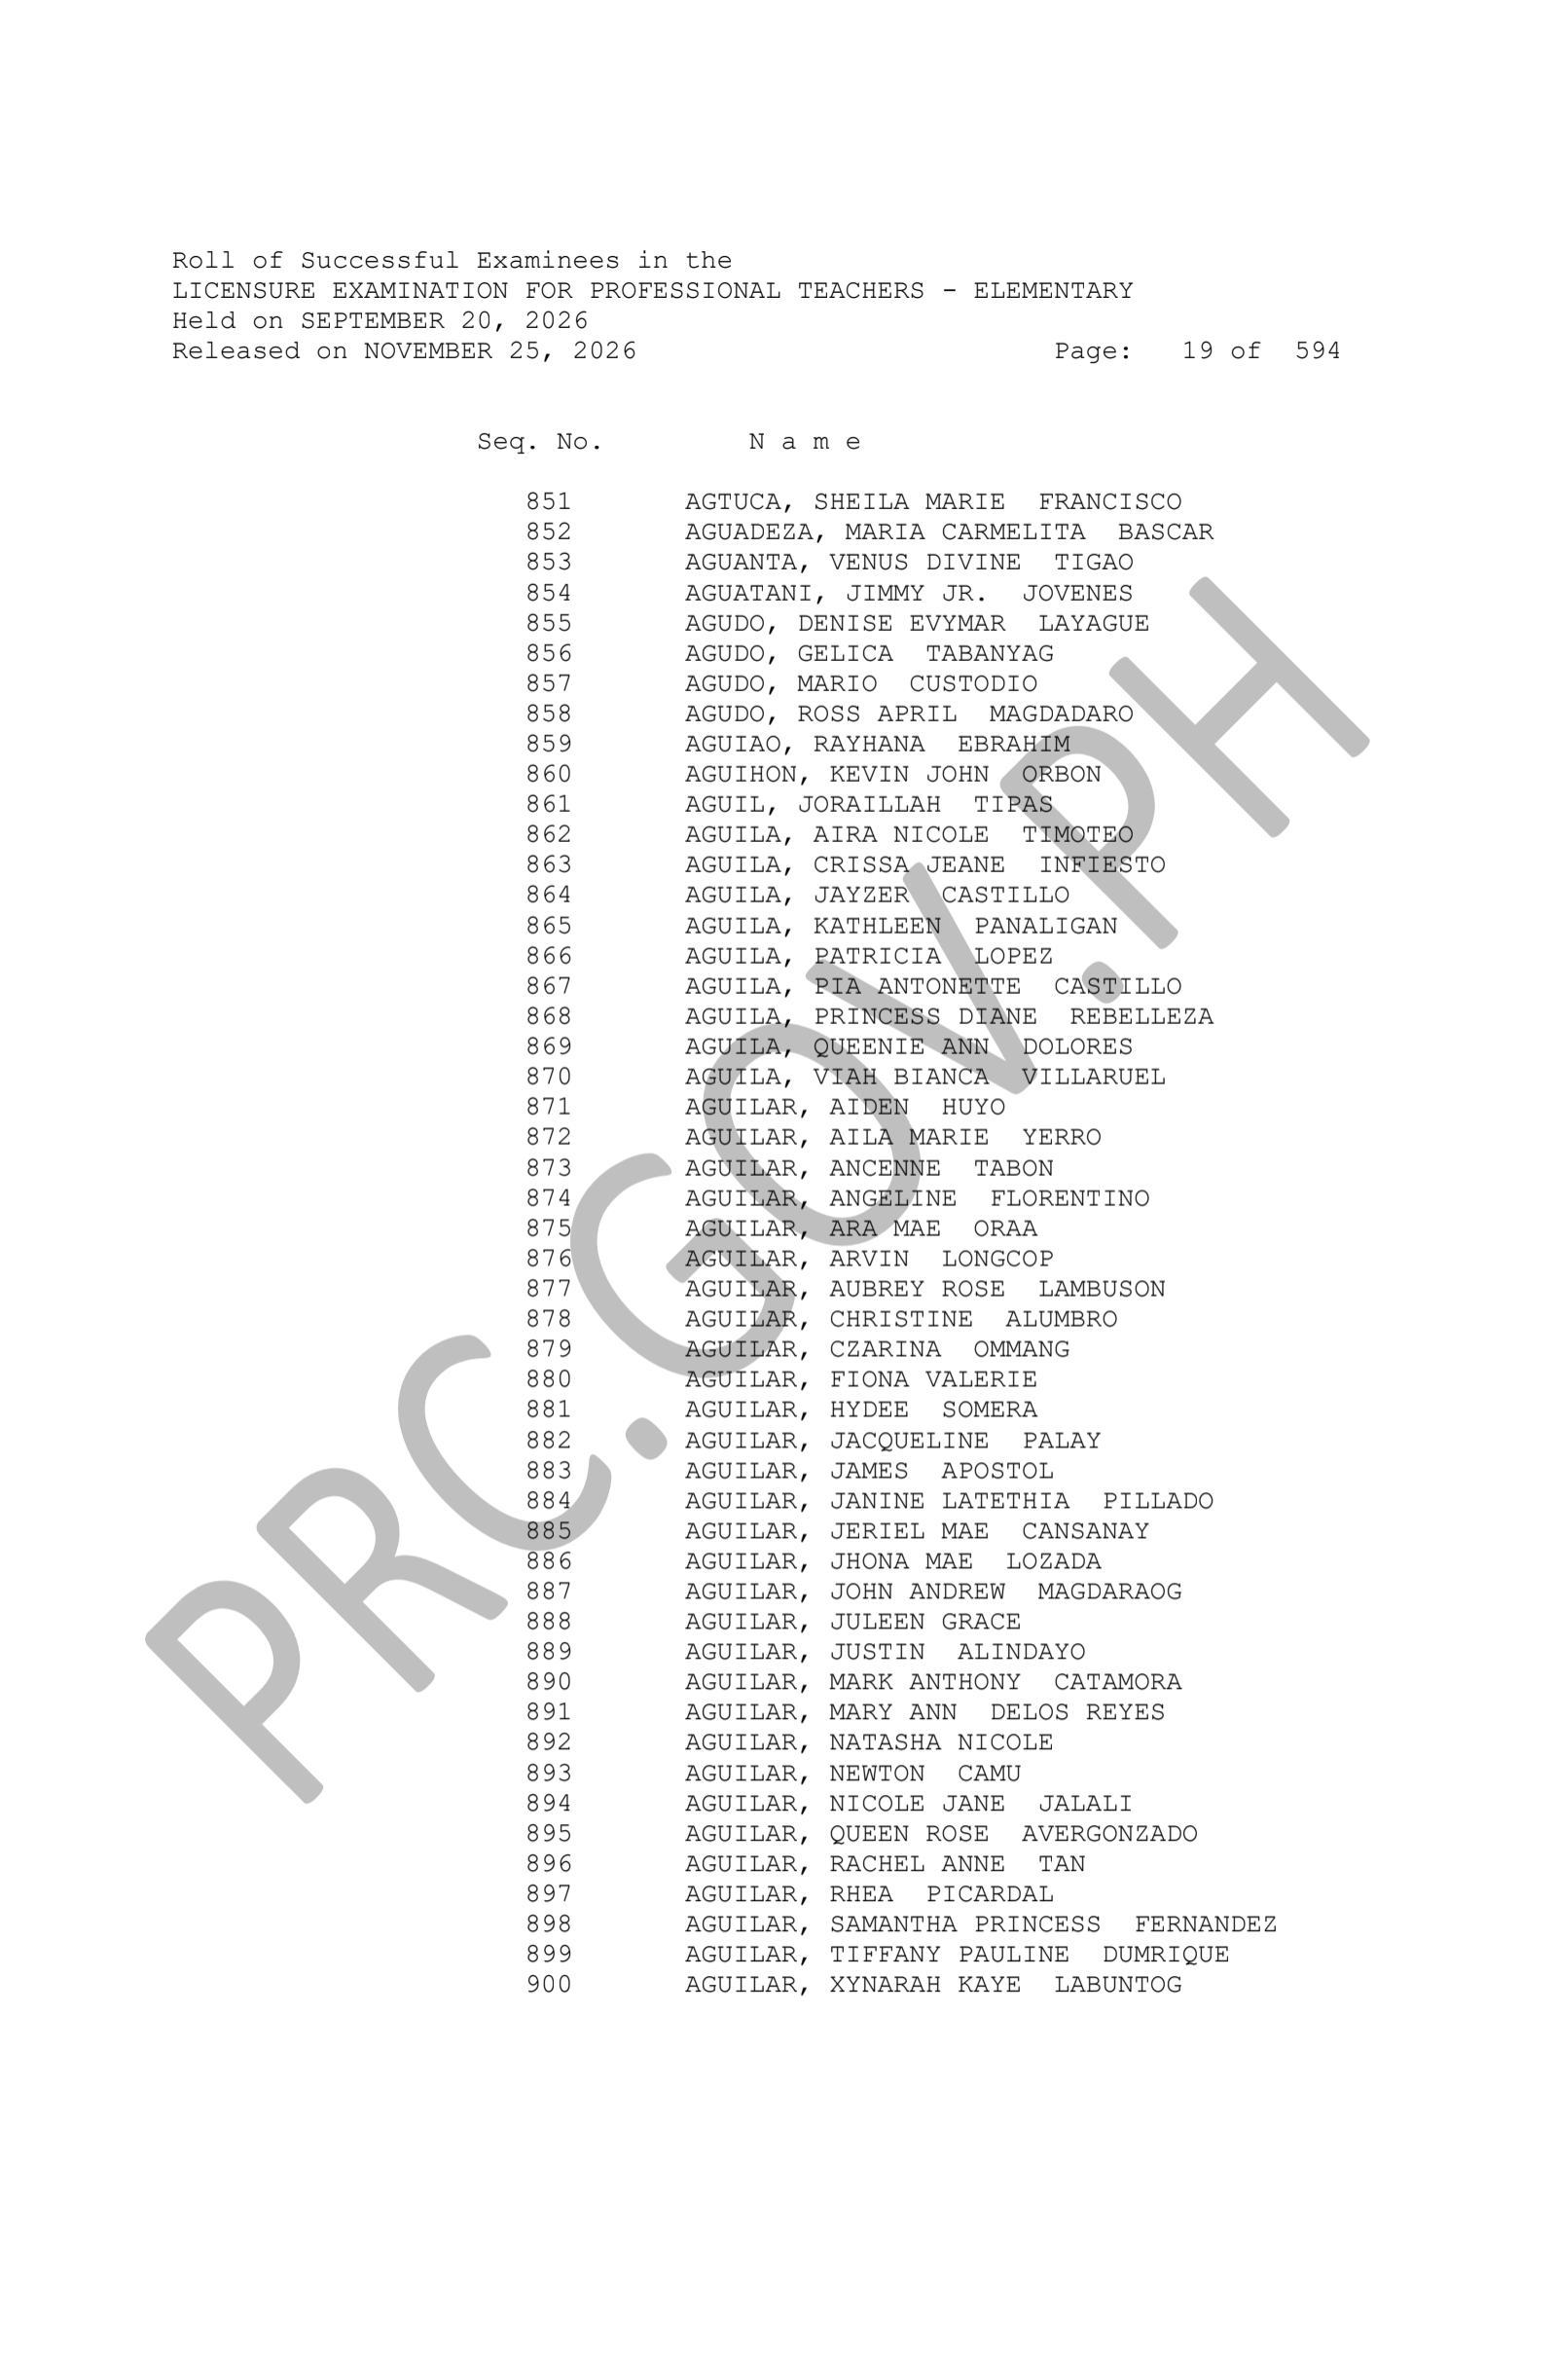 Roll of Successful Examinees in the
LICENSURE EXAMINATION FOR PROFESSIONAL TEACHERS - ELEMENTARY
Held on SEPTEMBER 20, 2026
Released on NOVEMBER 25, 2026 Page: 19 of 594
Seq. No. N a m e
851 AGTUCA, SHEILA MARIE FRANCISCO
852 AGUADEZA, MARIA CARMELITA BASCAR
853 AGUANTA, VENUS DIVINE TIGAO
854 AGUATANI, JIMMY JR. JOVENES
855 AGUDO, DENISE EVYMAR LAYAGUE
856 AGUDO, GELICA TABANYAG
857 AGUDO, MARIO CUSTODIO
858 AGUDO, ROSS APRIL MAGDADARO
859 AGUIAO, RAYHANA EBRAHIM
860 AGUIHON, KEVIN JOHN ORBON
861 AGUIL, JORAILLAH TIPAS
862 AGUILA, AIRA NICOLE TIMOTEO
863 AGUILA, CRISSA JEANE INFIESTO
864 AGUILA, JAYZER CASTILLO
865 AGUILA, KATHLEEN PANALIGAN
866 AGUILA, PATRICIA LOPEZ
867 AGUILA, PIA ANTONETTE CASTILLO
868 AGUILA, PRINCESS DIANE REBELLEZA
869 AGUILA, QUEENIE ANN DOLORES
870 AGUILA, VIAH BIANCA VILLARUEL
871 AGUILAR, AIDEN HUYO
872 AGUILAR, AILA MARIE YERRO
873 AGUILAR, ANCENNE TABON
874 AGUILAR, ANGELINE FLORENTINO
875 AGUILAR, ARA MAE ORAA
876 AGUILAR, ARVIN LONGCOP
877 AGUILAR, AUBREY ROSE LAMBUSON
878 AGUILAR, CHRISTINE ALUMBRO
879 AGUILAR, CZARINA OMMANG
880 AGUILAR, FIONA VALERIE
881 AGUILAR, HYDEE SOMERA
882 AGUILAR, JACQUELINE PALAY
883 AGUILAR, JAMES APOSTOL
884 AGUILAR, JANINE LATETHIA PILLADO
885 AGUILAR, JERIEL MAE CANSANAY
886 AGUILAR, JHONA MAE LOZADA
887 AGUILAR, JOHN ANDREW MAGDARAOG
888 AGUILAR, JULEEN GRACE
889 AGUILAR, JUSTIN ALINDAYO
890 AGUILAR, MARK ANTHONY CATAMORA
891 AGUILAR, MARY ANN DELOS REYES
892 AGUILAR, NATASHA NICOLE
893 AGUILAR, NEWTON CAMU
894 AGUILAR, NICOLE JANE JALALI
895 AGUILAR, QUEEN ROSE AVERGONZADO
896 AGUILAR, RACHEL ANNE TAN
897 AGUILAR, RHEA PICARDAL
898 AGUILAR, SAMANTHA PRINCESS FERNANDEZ
899 AGUILAR, TIFFANY PAULINE DUMRIQUE
900 AGUILAR, XYNARAH KAYE LABUNTOG
PRC.GOV.PH